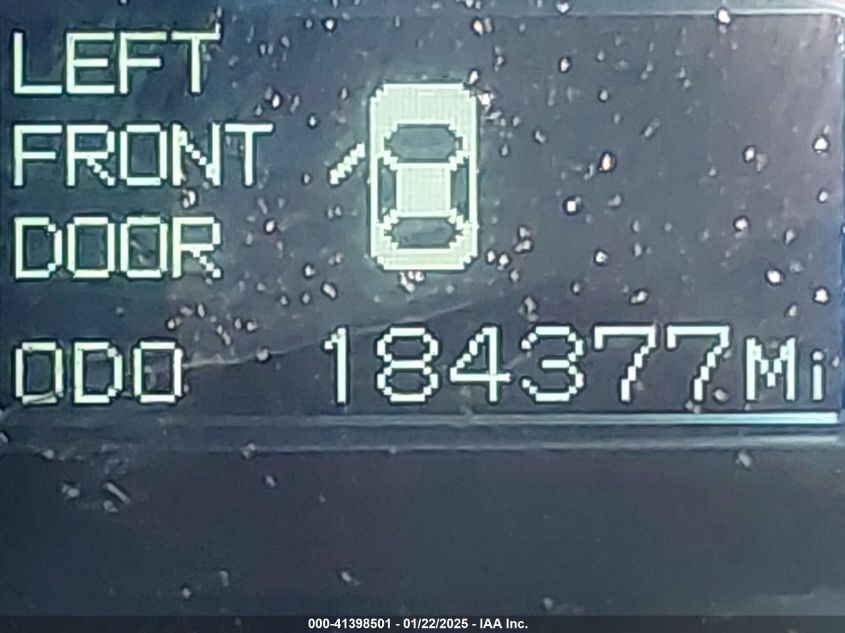 LEFT
FRONT
DOOR
ODO 184377Mi
000-41398501 - 01/22/2025 - IAA Inc.